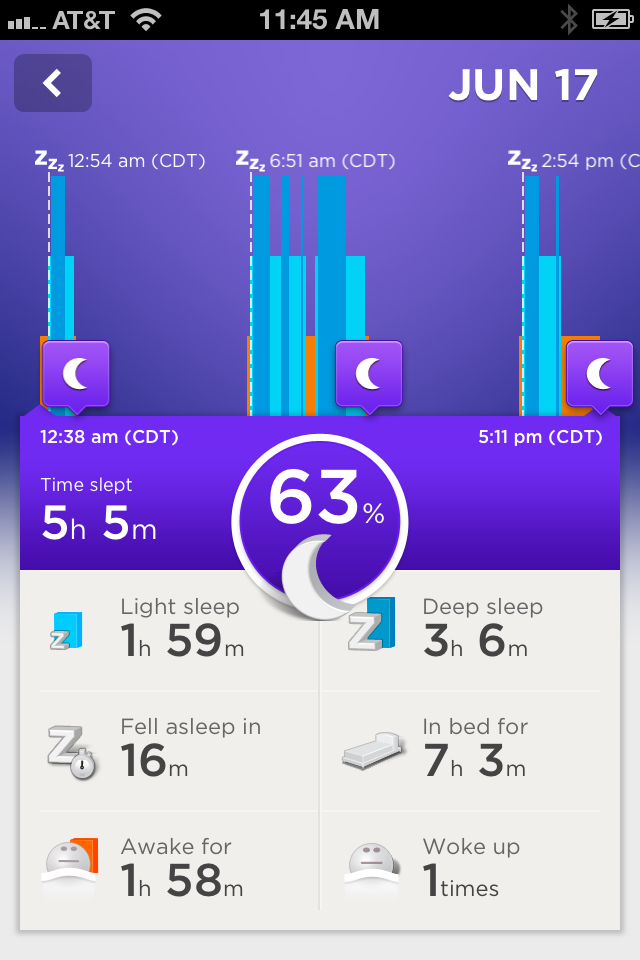 AT&T 11:45 AM
JUN 17
zzz 12:54 am (CDT) zzz 6:51 am (CDT) zzz 2:54 pm (C
12:38 am (CDT) 5:11 pm (CDT)
Time slept
5h 5m
63%
Light sleep Deep sleep
z 1h 59m z 3h 6m
Fell asleep in In bed for
z 16m 7h 3m
Awake for Woke up
1h 58m 1times